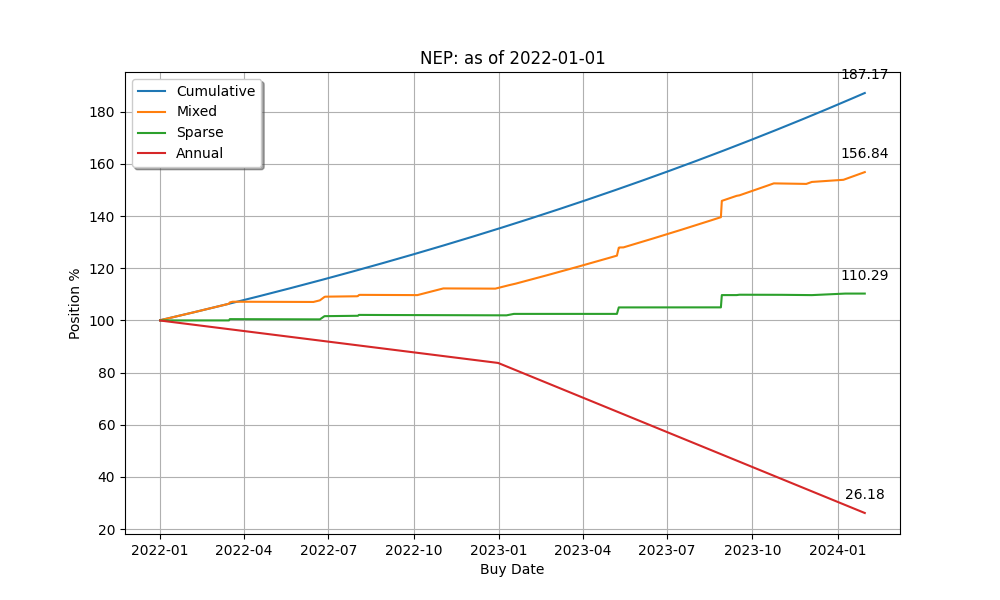 NEP: as of 2022-01-01
Cumulative
Mixed
Sparse
Annual
187.17
156.84
110.29
26.18
Position %
180
160
140
120
100
80
60
40
20
2022-01 2022-04 2022-07 2022-10 2023-01 2023-04 2023-07 2023-10 2024-01
Buy Date